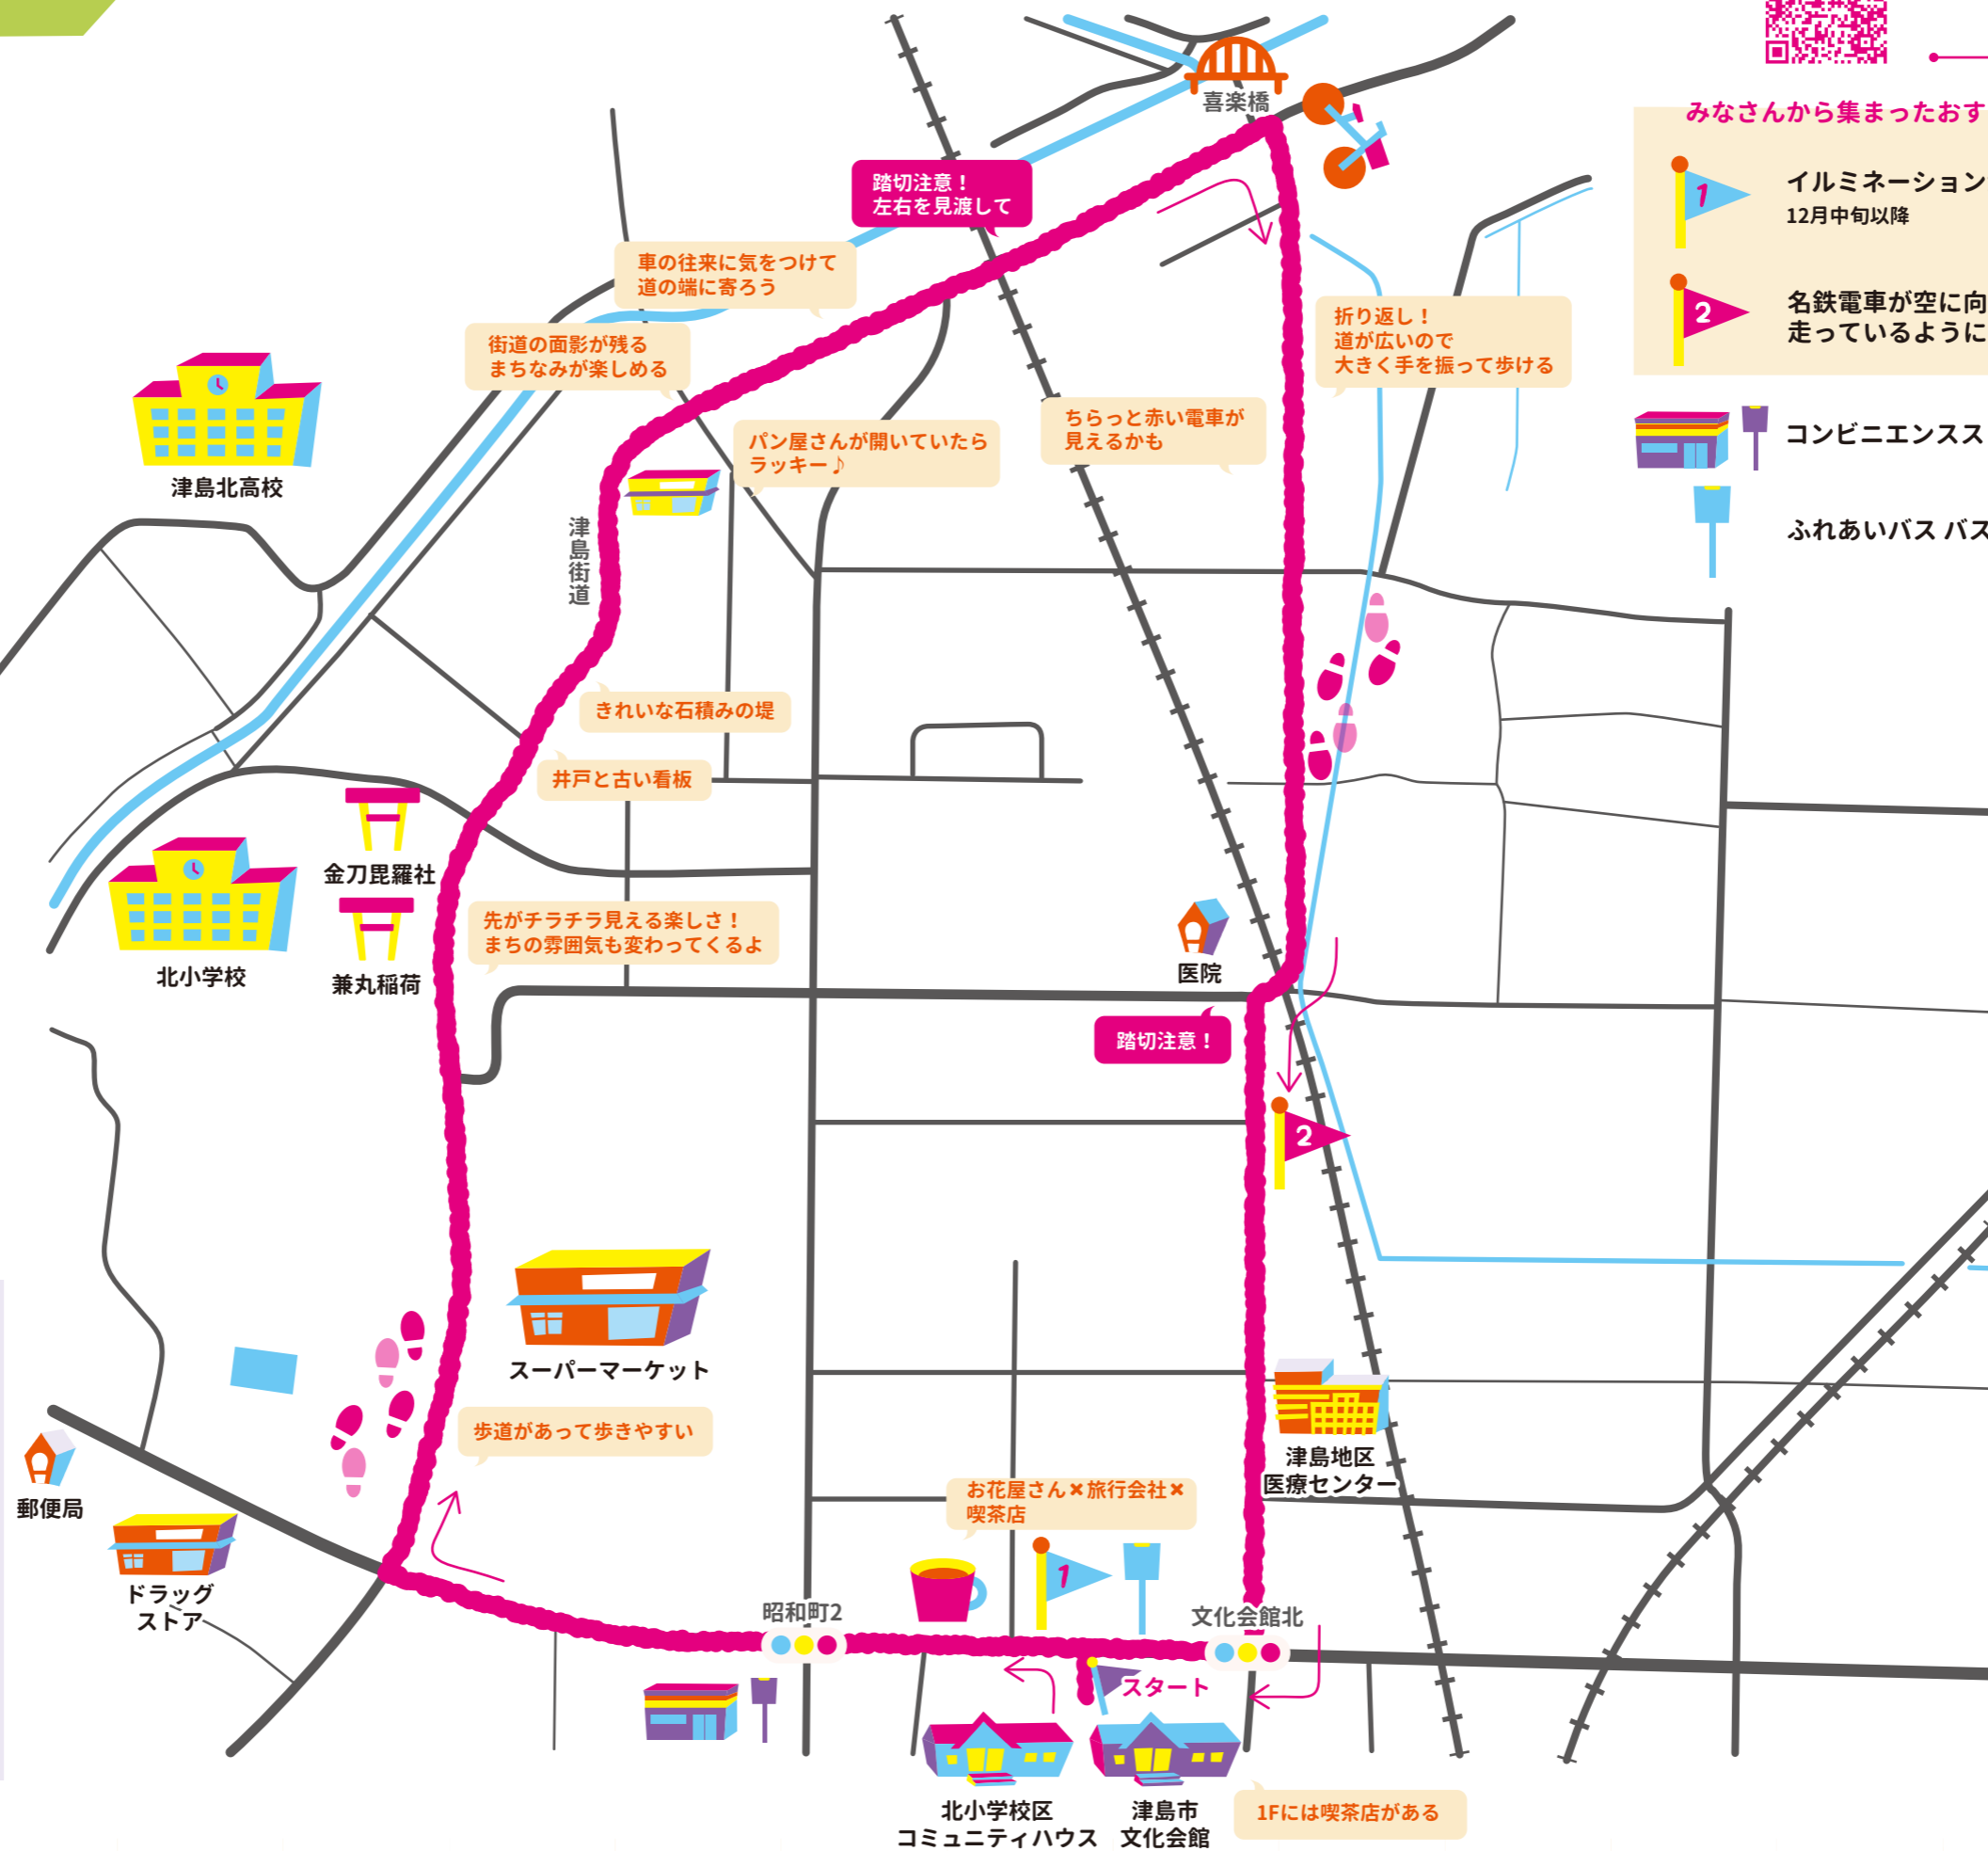 喜楽橋
みなさんから集まったおす
踏切注意！
左右を見渡して
1
イルミネーション
12月中旬以降
車の往来に気をつけて
道の端に寄ろう
2
名鉄電車が空に向
走っているように
街道の面影が残る
まちなみが楽しめる
折り返し！
道が広いので
大きく手を振って歩ける
パン屋さんが開いていたら
ラッキー♪
ちらっと赤い電車が
見えるかも
コンビニエンスス
津島北高校
津島街道
ふれあいバス バス
きれいな石積みの堤
井戸と古い看板
金刀毘羅社
先がチラチラ見える楽しさ！
まちの雰囲気も変わってくるよ
北小学校
兼丸稲荷
医院
踏切注意！
2
スーパーマーケット
歩道があって歩きやすい
津島地区
医療センター
郵便局
お花屋さん×旅行会社×
喫茶店
1
ドラッグ
ストア
昭和町2
文化会館北
スタート
北小学校区
コミュニティハウス
津島市
文化会館
1Fには喫茶店がある